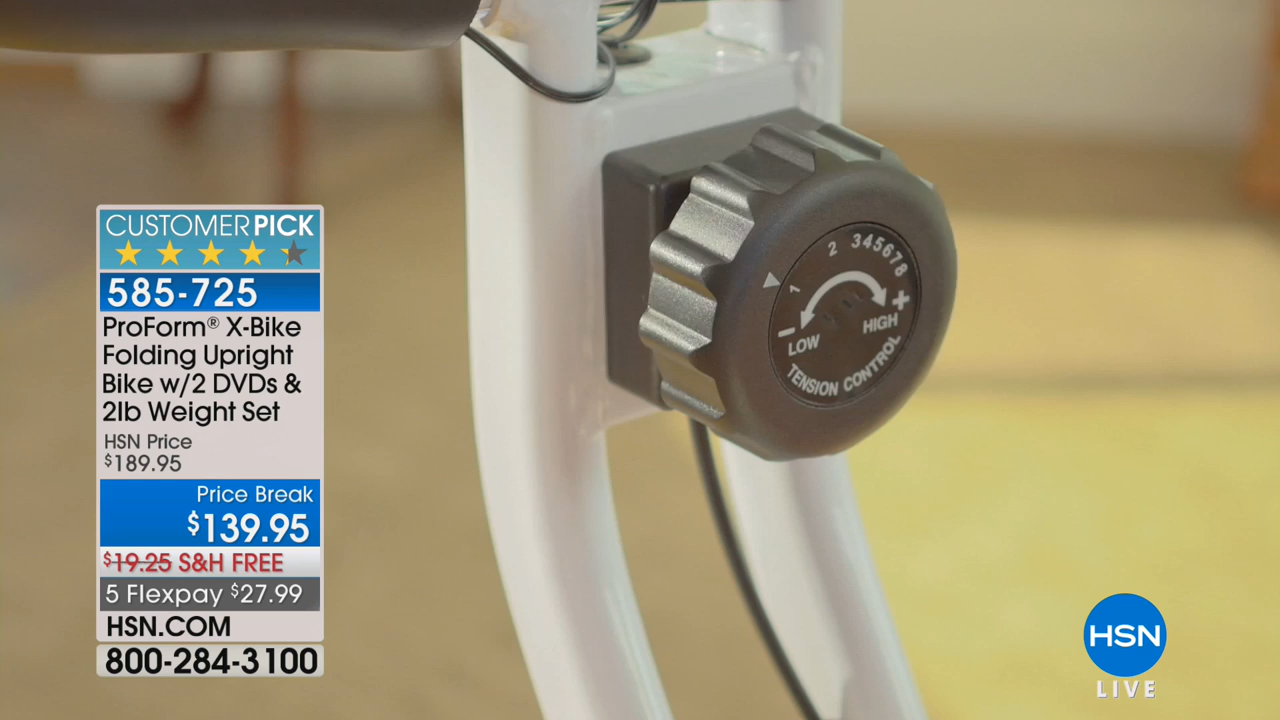 CUSTOMERPICK
585-725
ProForm® X-Bike
Folding Upright
Bike w/2 DVDs &
2lb Weight Set
HSN Price
$189.95
Price Break
$139.95
$19.25 S&H FREE
5 Flexpay $27.99
HSN.COM
800-284-3100
1 2 345678
- +
LOW HIGH
TENSION CONTROL
HSN
LIVE